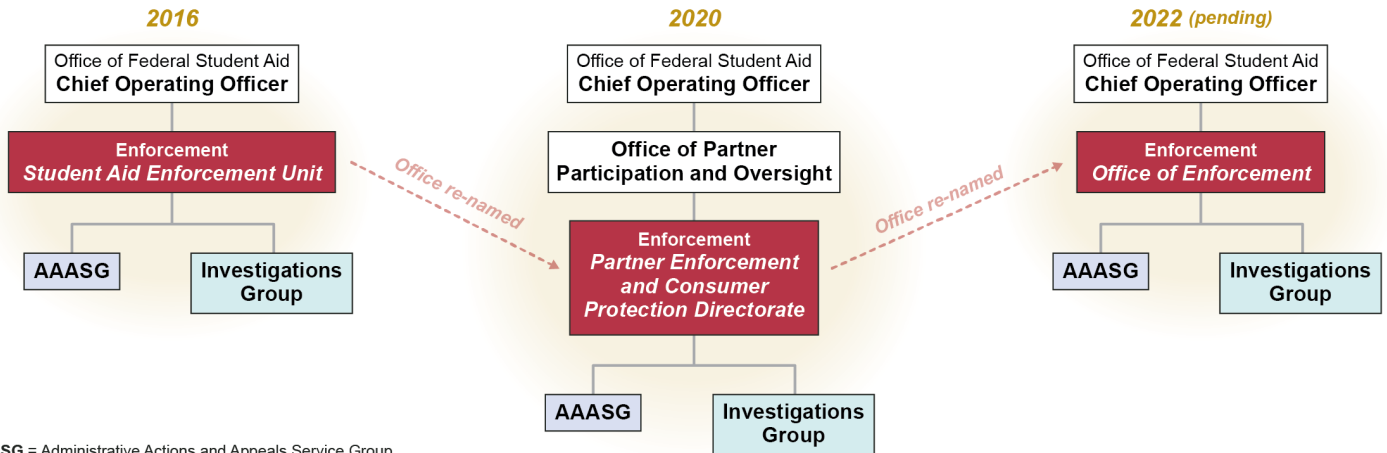 2016
Office of Federal Student Aid
Chief Operating Officer
Enforcement
Student Aid Enforcement Unit
AAASG
Investigations
Group
Office re-named
2020
Office of Federal Student Aid
Chief Operating Officer
Office of Partner
Participation and Oversight
Enforcement
Partner Enforcement
and Consumer
Protection Directorate
AAASG
Investigations
Group
Office re-named
2022 (pending)
Office of Federal Student Aid
Chief Operating Officer
Enforcement
Office of Enforcement
AAASG
Investigations
Group
SG = Administrative Actions and Appeals Service Group